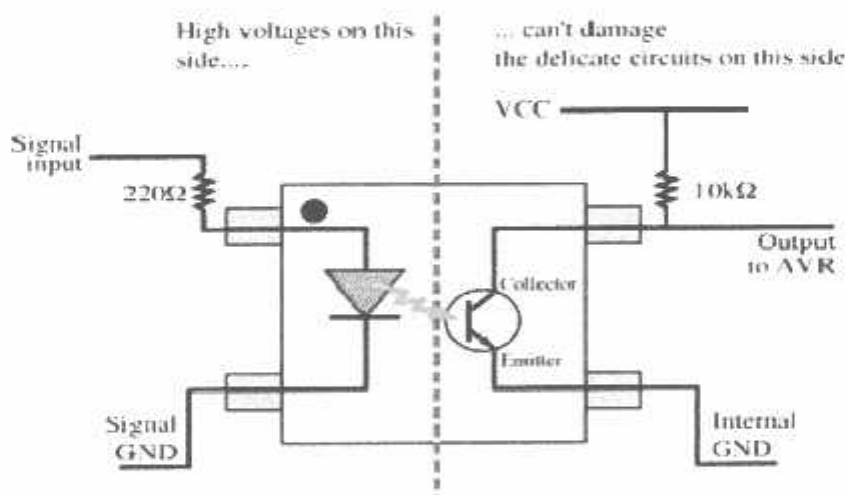 High voltages on this
side....
... can't damage
the delicate circuits on this side
VCC
Signal
input
220Ω
10kΩ
Output
to AVR
Collector
Emitter
Signal
GND
Internal
GND